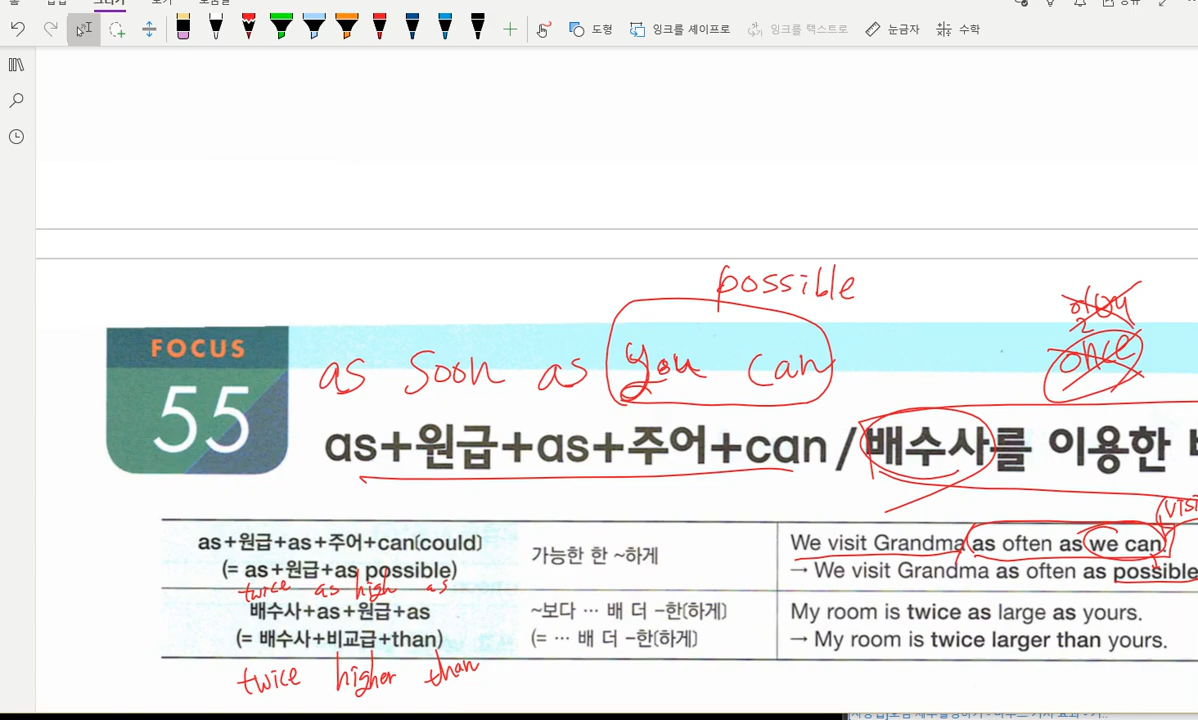 도형
잉크를 셰이프로
잉크를 텍스트로
눈금자
수학
possible
FOCUS
55
as soon as you can
once
as+원급+as+주어+can / 배수사를 이용한
as+원급+as+주어+can(could)
(= as+원급+as possible)
가능한 한 ~하게
We visit Grandma as often as we can.
→ We visit Grandma as often as possible
twice as high as
배수사+as+원급+as
(= 배수사+비교급+than)
~보다 … 배 더 -한(하게)
(= … 배 더 -한(하게)
My room is twice as large as yours.
→ My room is twice larger than yours.
twice higher than